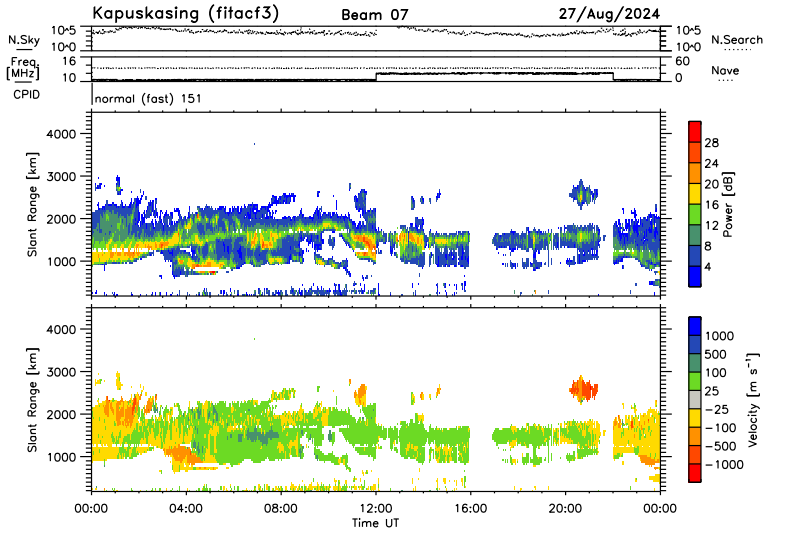 Kapuskasing (fitacf3) Beam 07 27/Aug/2024
N.Sky 10^5 10^0 10^5 10^0 N.Search
Freq. [MHz] 16 10 60 0 Nave
CPID normal (fast) 151
Slant Range [km] 4000 3000 2000 1000
Power [dB] 28 24 20 16 12 8 4
Slant Range [km] 4000 3000 2000 1000
Velocity [m s^-1] 1000 500 100 25 −25 −100 −500 −1000
00:00 04:00 08:00 12:00 16:00 20:00 00:00
Time UT